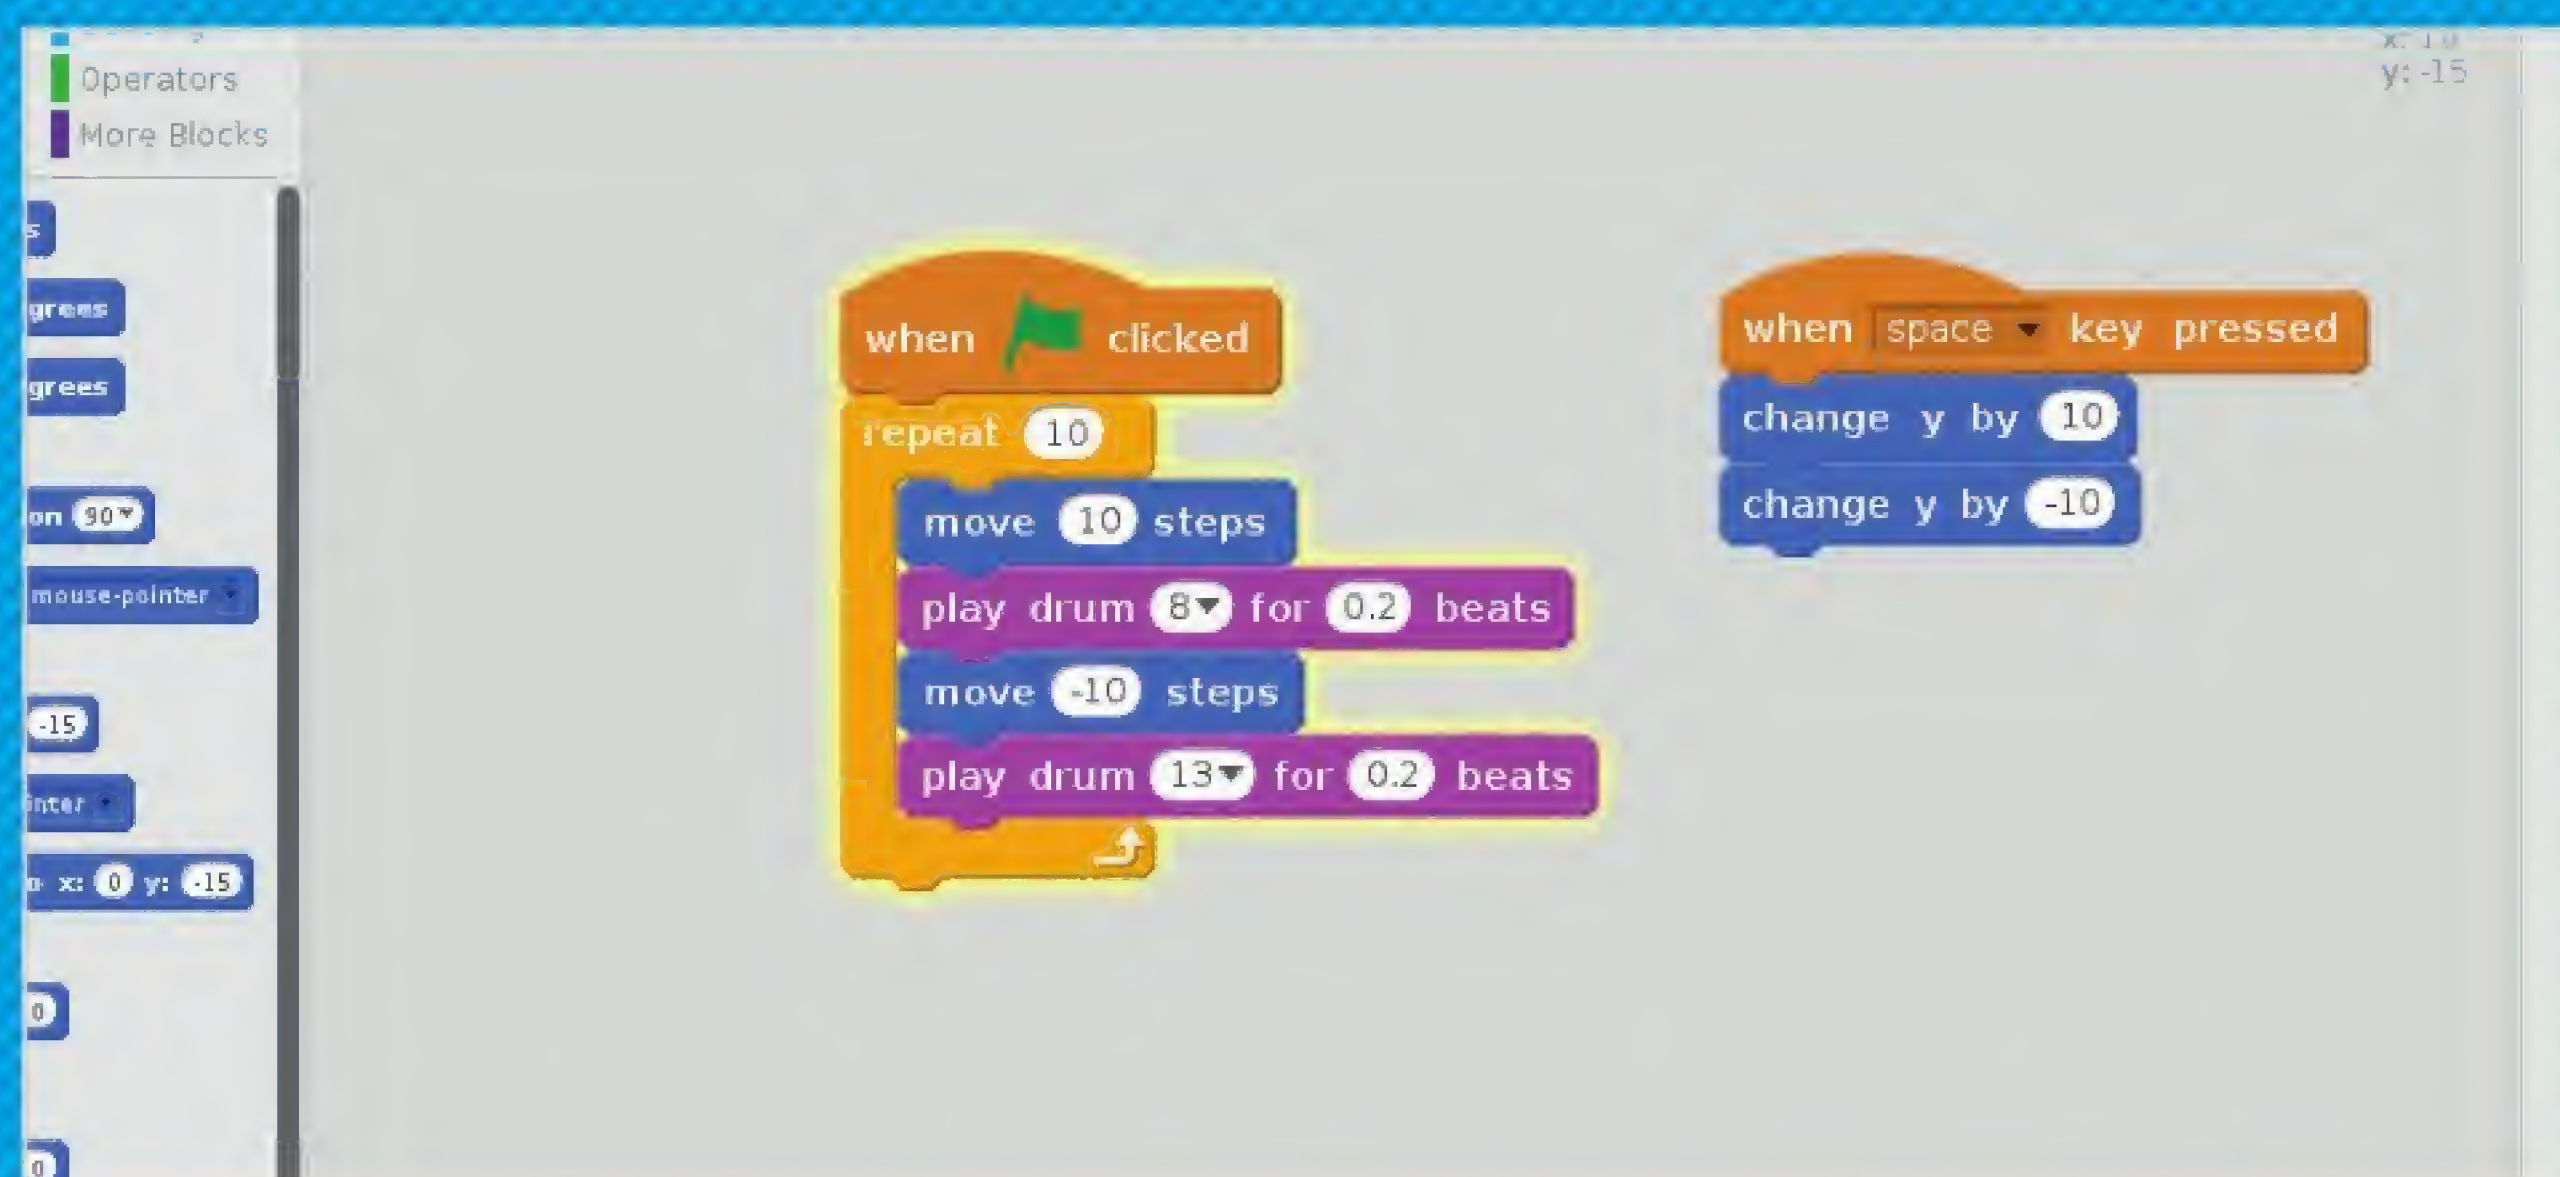 Operators
More Blocks
s
grees
grees
on 90
mouse-pointer
-15
inter
o x: 0 y: -15
0
0
when clicked
repeat 10
move 10 steps
play drum 8 for 0.2 beats
move -10 steps
play drum 13 for 0.2 beats
when space key pressed
change y by 10
change y by -10
y: -15